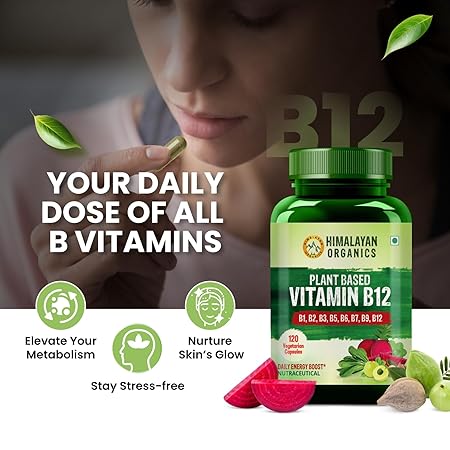 B12
YOUR DAILY
DOSE OF ALL
B VITAMINS
Elevate Your
Metabolism
Nurture
Skin's Glow
Stay Stress-free
HIMALAYAN
ORGANICS
PLANT BASED
VITAMIN B12
B1, B2, B3, B5, B6, B7, B9, B12
120
Vegetarian
Capsules
DAILY ENERGY BOOST*
NUTRACEUTICAL